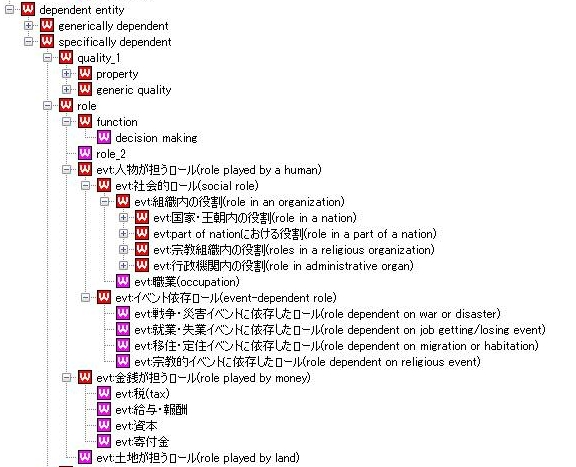 dependent entity
generically dependent
specifically dependent
quality_1
property
generic quality
role
function
decision making
role_2
evt:人物が担うロール(role played by a human)
evt:社会的ロール(social role)
evt:組織内の役割(role in an organization)
evt:国家・王朝内の役割(role in a nation)
evt:part of nationにおける役割(role in a part of a nation)
evt:宗教組織内の役割(roles in a religious organization)
evt:行政機関内の役割(role in administrative organ)
evt:職業(occupation)
evt:イベント依存ロール(event-dependent role)
evt:戦争・災害イベントに依存したロール(role dependent on war or disaster)
evt:就業・失業イベントに依存したロール(role dependent on job getting/losing event)
evt:移住・定住イベントに依存したロール(role dependent on migration or habitation)
evt:宗教的イベントに依存したロール(role dependent on religious event)
evt:金銭が担うロール(role played by money)
evt:税(tax)
evt:給与・報酬
evt:資本
evt:寄付金
evt:土地が担うロール(role played by land)